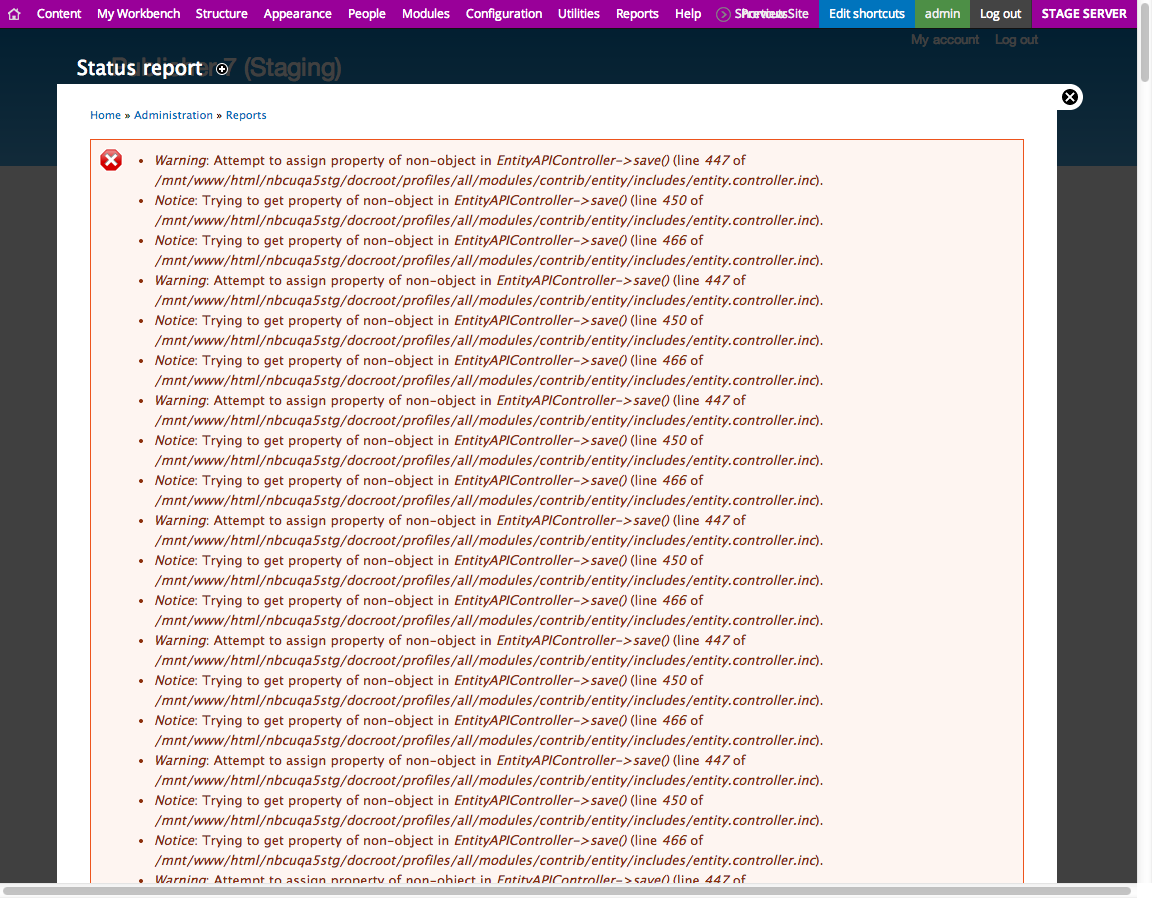 Content My Workbench Structure Appearance People Modules Configuration Utilities Reports Help Previous Site Edit shortcuts admin Log out STAGE SERVER
My account Log out
Publisher7 (Staging)
Status report
Home » Administration » Reports
• Warning: Attempt to assign property of non-object in EntityAPIController->save() (line 447 of
/mnt/www/html/nbcuqa5stg/docroot/profiles/all/modules/contrib/entity/includes/entity.controller.inc).
• Notice: Trying to get property of non-object in EntityAPIController->save() (line 450 of
/mnt/www/html/nbcuqa5stg/docroot/profiles/all/modules/contrib/entity/includes/entity.controller.inc).
• Notice: Trying to get property of non-object in EntityAPIController->save() (line 466 of
/mnt/www/html/nbcuqa5stg/docroot/profiles/all/modules/contrib/entity/includes/entity.controller.inc).
• Warning: Attempt to assign property of non-object in EntityAPIController->save() (line 447 of
/mnt/www/html/nbcuqa5stg/docroot/profiles/all/modules/contrib/entity/includes/entity.controller.inc).
• Notice: Trying to get property of non-object in EntityAPIController->save() (line 450 of
/mnt/www/html/nbcuqa5stg/docroot/profiles/all/modules/contrib/entity/includes/entity.controller.inc).
• Notice: Trying to get property of non-object in EntityAPIController->save() (line 466 of
/mnt/www/html/nbcuqa5stg/docroot/profiles/all/modules/contrib/entity/includes/entity.controller.inc).
• Warning: Attempt to assign property of non-object in EntityAPIController->save() (line 447 of
/mnt/www/html/nbcuqa5stg/docroot/profiles/all/modules/contrib/entity/includes/entity.controller.inc).
• Notice: Trying to get property of non-object in EntityAPIController->save() (line 450 of
/mnt/www/html/nbcuqa5stg/docroot/profiles/all/modules/contrib/entity/includes/entity.controller.inc).
• Notice: Trying to get property of non-object in EntityAPIController->save() (line 466 of
/mnt/www/html/nbcuqa5stg/docroot/profiles/all/modules/contrib/entity/includes/entity.controller.inc).
• Warning: Attempt to assign property of non-object in EntityAPIController->save() (line 447 of
/mnt/www/html/nbcuqa5stg/docroot/profiles/all/modules/contrib/entity/includes/entity.controller.inc).
• Notice: Trying to get property of non-object in EntityAPIController->save() (line 450 of
/mnt/www/html/nbcuqa5stg/docroot/profiles/all/modules/contrib/entity/includes/entity.controller.inc).
• Notice: Trying to get property of non-object in EntityAPIController->save() (line 466 of
/mnt/www/html/nbcuqa5stg/docroot/profiles/all/modules/contrib/entity/includes/entity.controller.inc).
• Warning: Attempt to assign property of non-object in EntityAPIController->save() (line 447 of
/mnt/www/html/nbcuqa5stg/docroot/profiles/all/modules/contrib/entity/includes/entity.controller.inc).
• Notice: Trying to get property of non-object in EntityAPIController->save() (line 450 of
/mnt/www/html/nbcuqa5stg/docroot/profiles/all/modules/contrib/entity/includes/entity.controller.inc).
• Notice: Trying to get property of non-object in EntityAPIController->save() (line 466 of
/mnt/www/html/nbcuqa5stg/docroot/profiles/all/modules/contrib/entity/includes/entity.controller.inc).
• Warning: Attempt to assign property of non-object in EntityAPIController->save() (line 447 of
/mnt/www/html/nbcuqa5stg/docroot/profiles/all/modules/contrib/entity/includes/entity.controller.inc).
• Notice: Trying to get property of non-object in EntityAPIController->save() (line 450 of
/mnt/www/html/nbcuqa5stg/docroot/profiles/all/modules/contrib/entity/includes/entity.controller.inc).
• Notice: Trying to get property of non-object in EntityAPIController->save() (line 466 of
/mnt/www/html/nbcuqa5stg/docroot/profiles/all/modules/contrib/entity/includes/entity.controller.inc).
• Warning: Attempt to assign property of non-object in EntityAPIController->save() (line 447 of